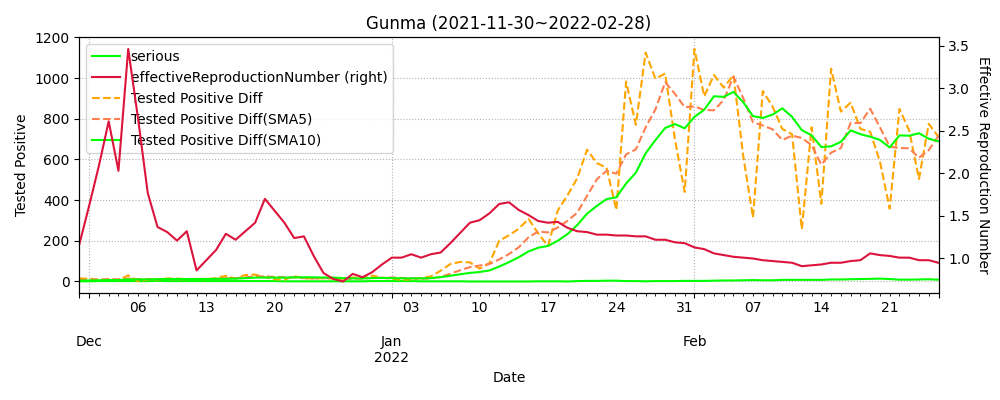 Gunma (2021-11-30~2022-02-28)
serious
effectiveReproductionNumber (right)
Tested Positive Diff
Tested Positive Diff(SMA5)
Tested Positive Diff(SMA10)
Tested Positive
1200
1000
800
600
400
200
0
3.5
3.0
2.5
2.0
1.5
1.0
Effective Reproduction Number
06 13 20 27 03 10 17 24 31 07 14 21
Dec Jan Feb
2022
Date